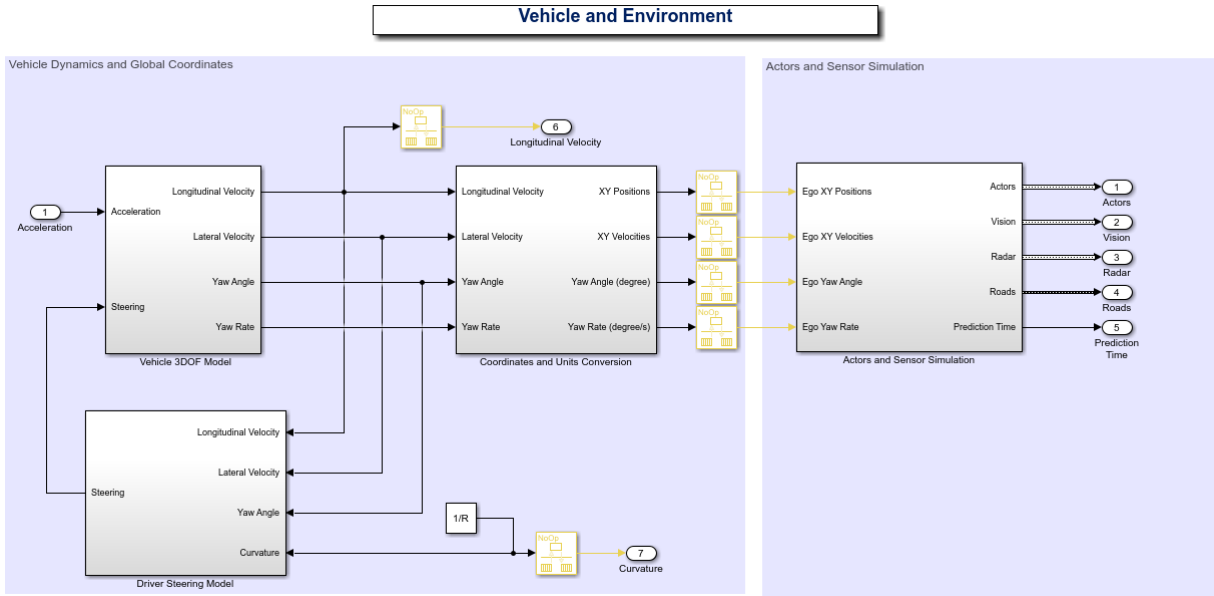 Vehicle and Environment
Vehicle Dynamics and Global Coordinates
NoOp
6
Longitudinal Velocity
1
Acceleration
Longitudinal Velocity
Acceleration
Lateral Velocity
Yaw Angle
Steering
Yaw Rate
Vehicle 3DOF Model
Longitudinal Velocity
XY Positions
Lateral Velocity
XY Velocities
Yaw Angle
Yaw Angle (degree)
Yaw Rate
Yaw Rate (degree/s)
Coordinates and Units Conversion
NoOp
NoOp
NoOp
NoOp
Longitudinal Velocity
Lateral Velocity
Steering
Yaw Angle
Curvature
Driver Steering Model
1/R
NoOp
7
Curvature
Actors and Sensor Simulation
Ego XY Positions
Actors
Ego XY Velocities
Vision
Radar
Ego Yaw Angle
Roads
Ego Yaw Rate
Prediction Time
Actors and Sensor Simulation
1
Actors
2
Vision
3
Radar
4
Roads
5
Prediction
Time